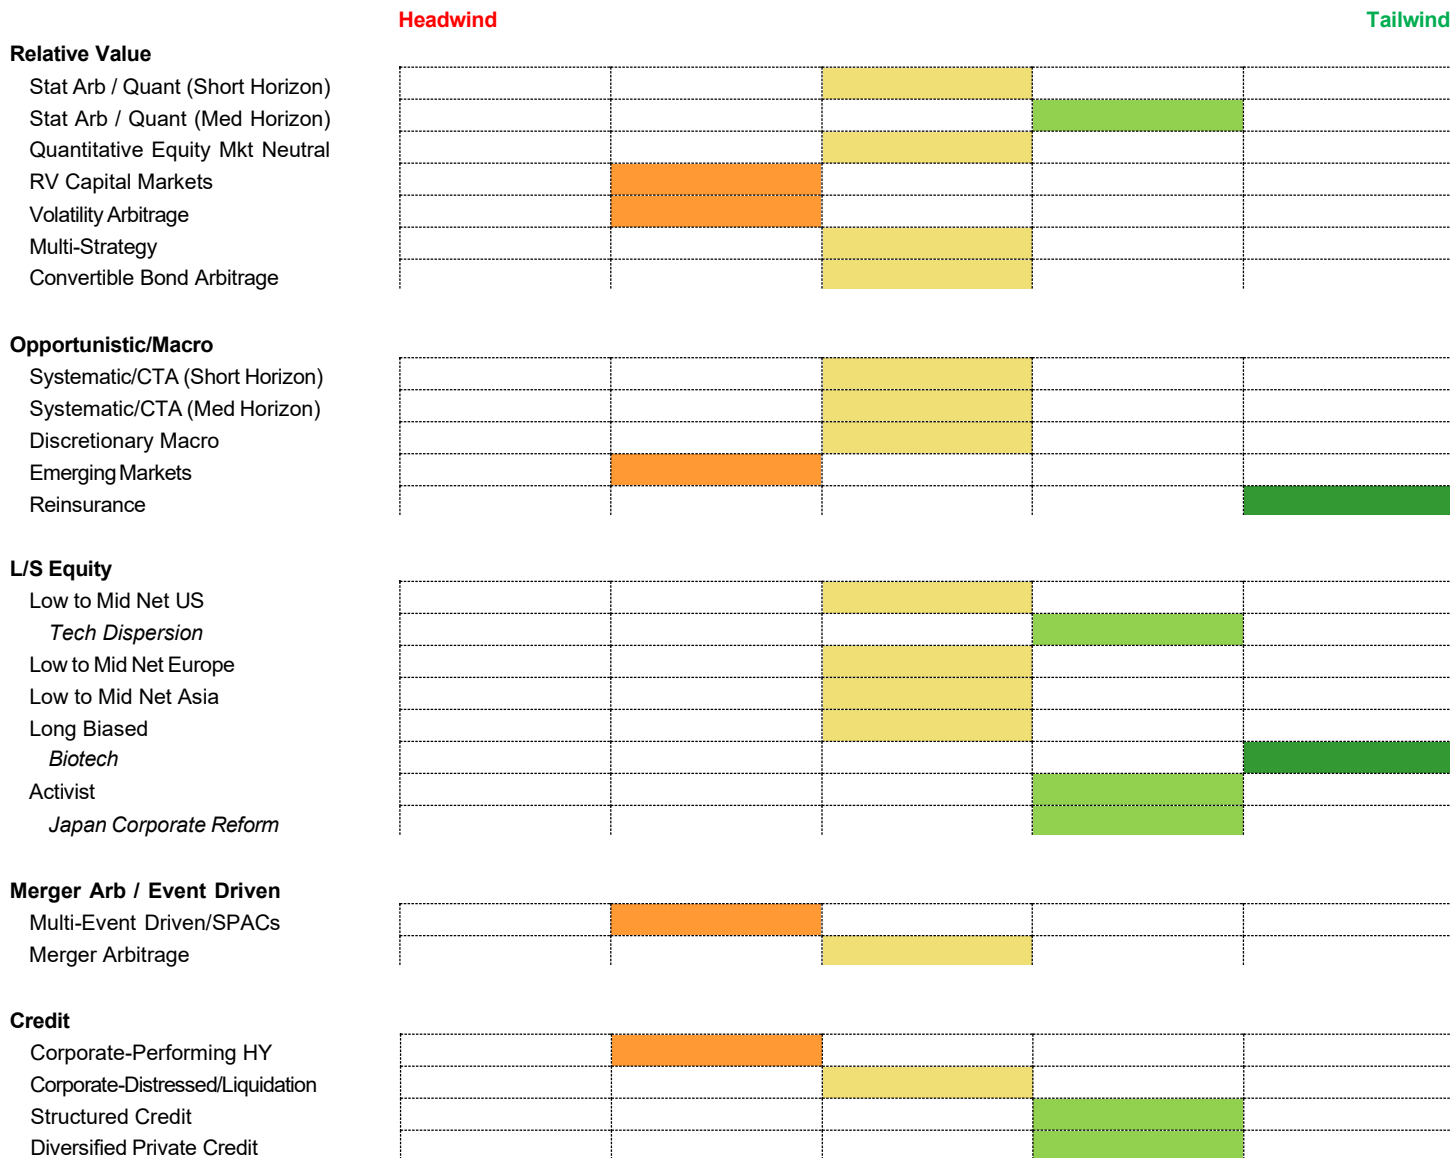 Headwind Tailwind
Relative Value
Stat Arb / Quant (Short Horizon)
Stat Arb / Quant (Med Horizon)
Quantitative Equity Mkt Neutral
RV Capital Markets
Volatility Arbitrage
Multi-Strategy
Convertible Bond Arbitrage
Opportunistic/Macro
Systematic/CTA (Short Horizon)
Systematic/CTA (Med Horizon)
Discretionary Macro
Emerging Markets
Reinsurance
L/S Equity
Low to Mid Net US
Tech Dispersion
Low to Mid Net Europe
Low to Mid Net Asia
Long Biased
Biotech
Activist
Japan Corporate Reform
Merger Arb / Event Driven
Multi-Event Driven/SPACs
Merger Arbitrage
Credit
Corporate-Performing HY
Corporate-Distressed/Liquidation
Structured Credit
Diversified Private Credit